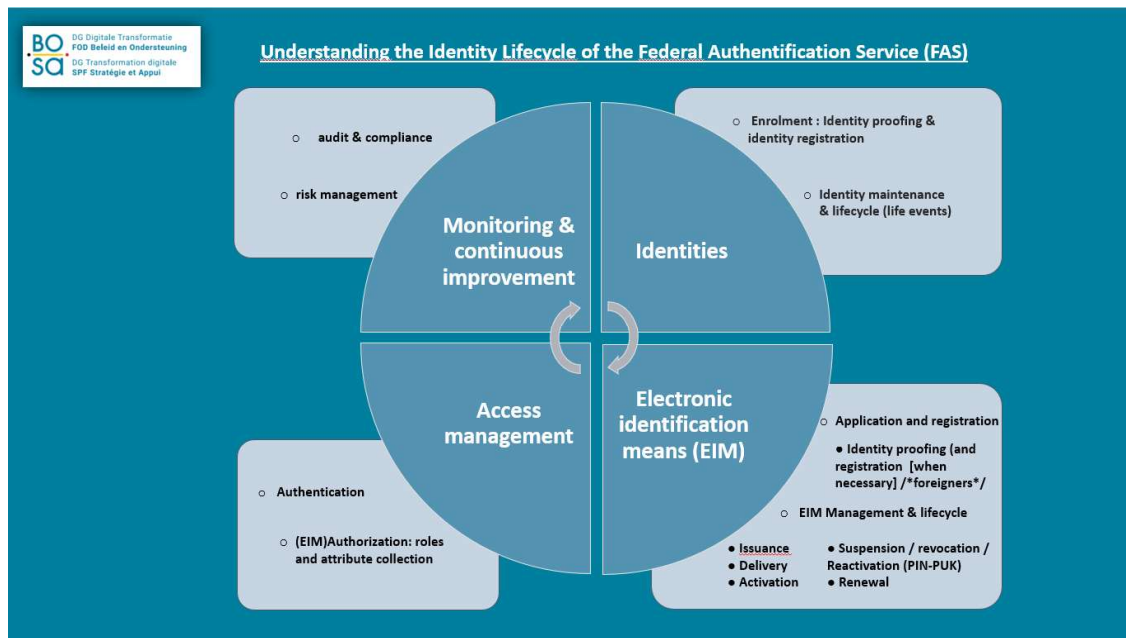 BOSA
DG Digitale Transformatie
FOD Beleid en Ondersteuning
DG Transformation digitale
SPF Stratégie et Appui
Understanding the Identity Lifecycle of the Federal Authentification Service (FAS)
○ audit & compliance
○ risk management
Monitoring &
continuous
improvement
○ Enrolment : Identity proofing &
identity registration
○ Identity maintenance
& lifecycle (life events)
Identities
Access
management
○ Authentication
○ (EIM)Authorization: roles
and attribute collection
Electronic
identification
means (EIM)
○ Application and registration
● Identity proofing (and
registration [when
necessary] /*foreigners*/
○ EIM Management & lifecycle
● Issuance
● Delivery
● Activation
● Suspension / revocation /
Reactivation (PIN-PUK)
● Renewal